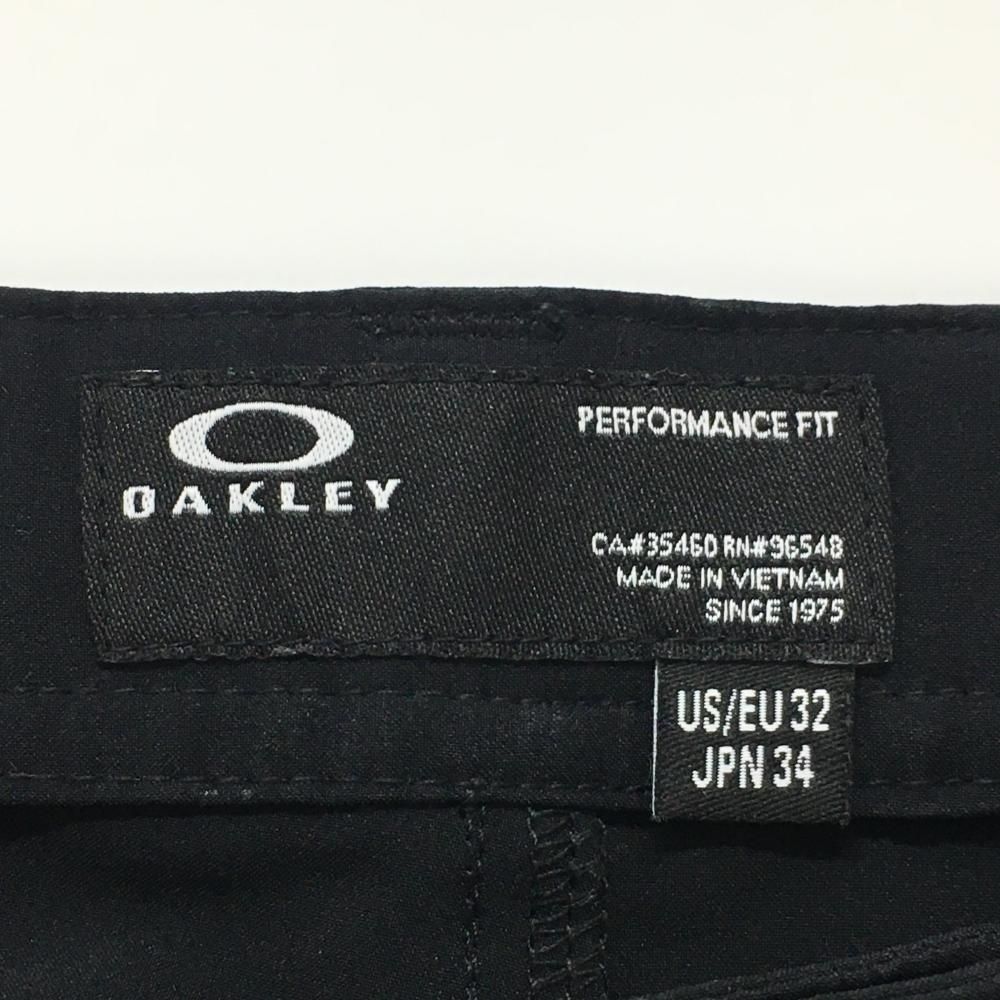 OAKLEY
PERFORMANCE FIT
CA#35460 RN#96548
MADE IN VIETNAM
SINCE 1975
US/EU 32
JPN 34